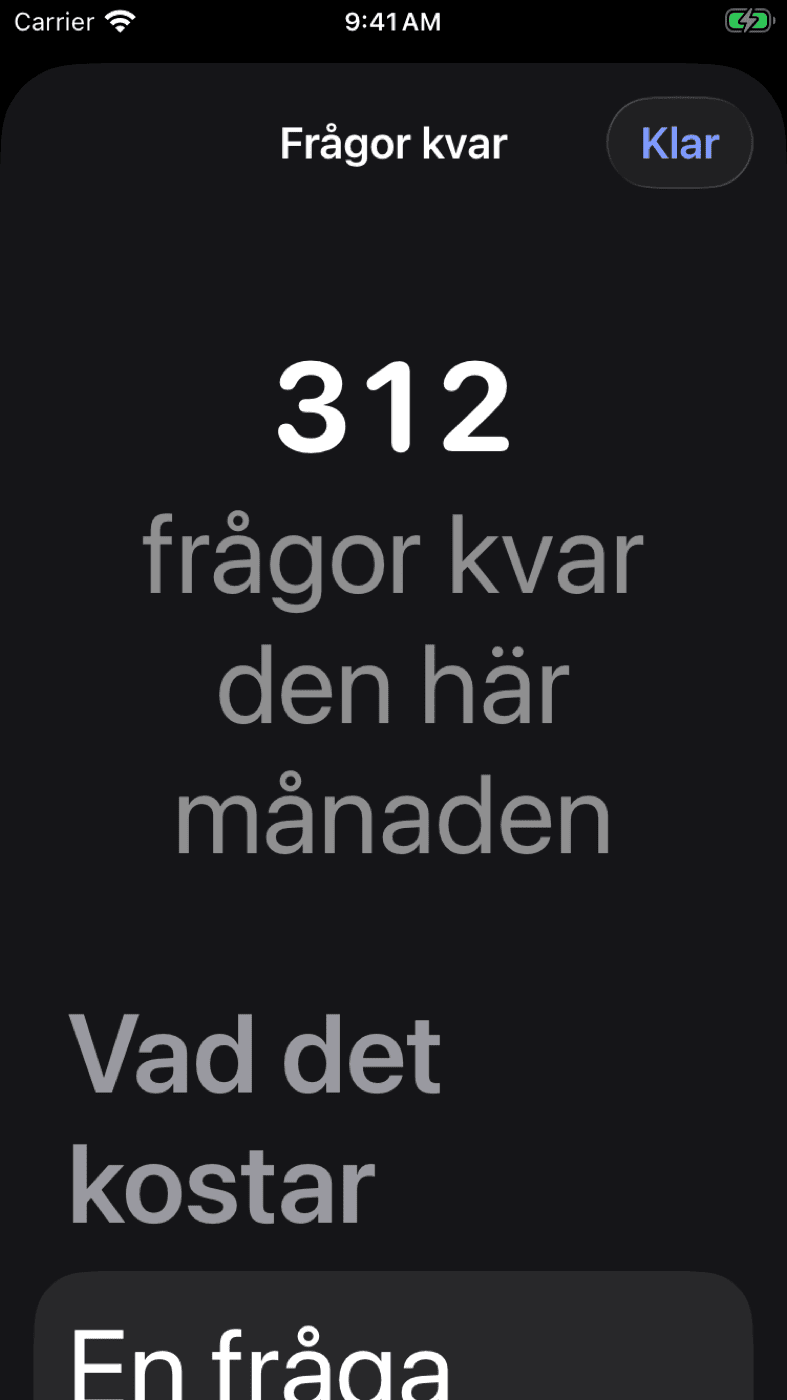 Carrier 9:41 AM
Frågor kvar Klar
312
frågor kvar
den här
månaden
Vad det
kostar
En fråga